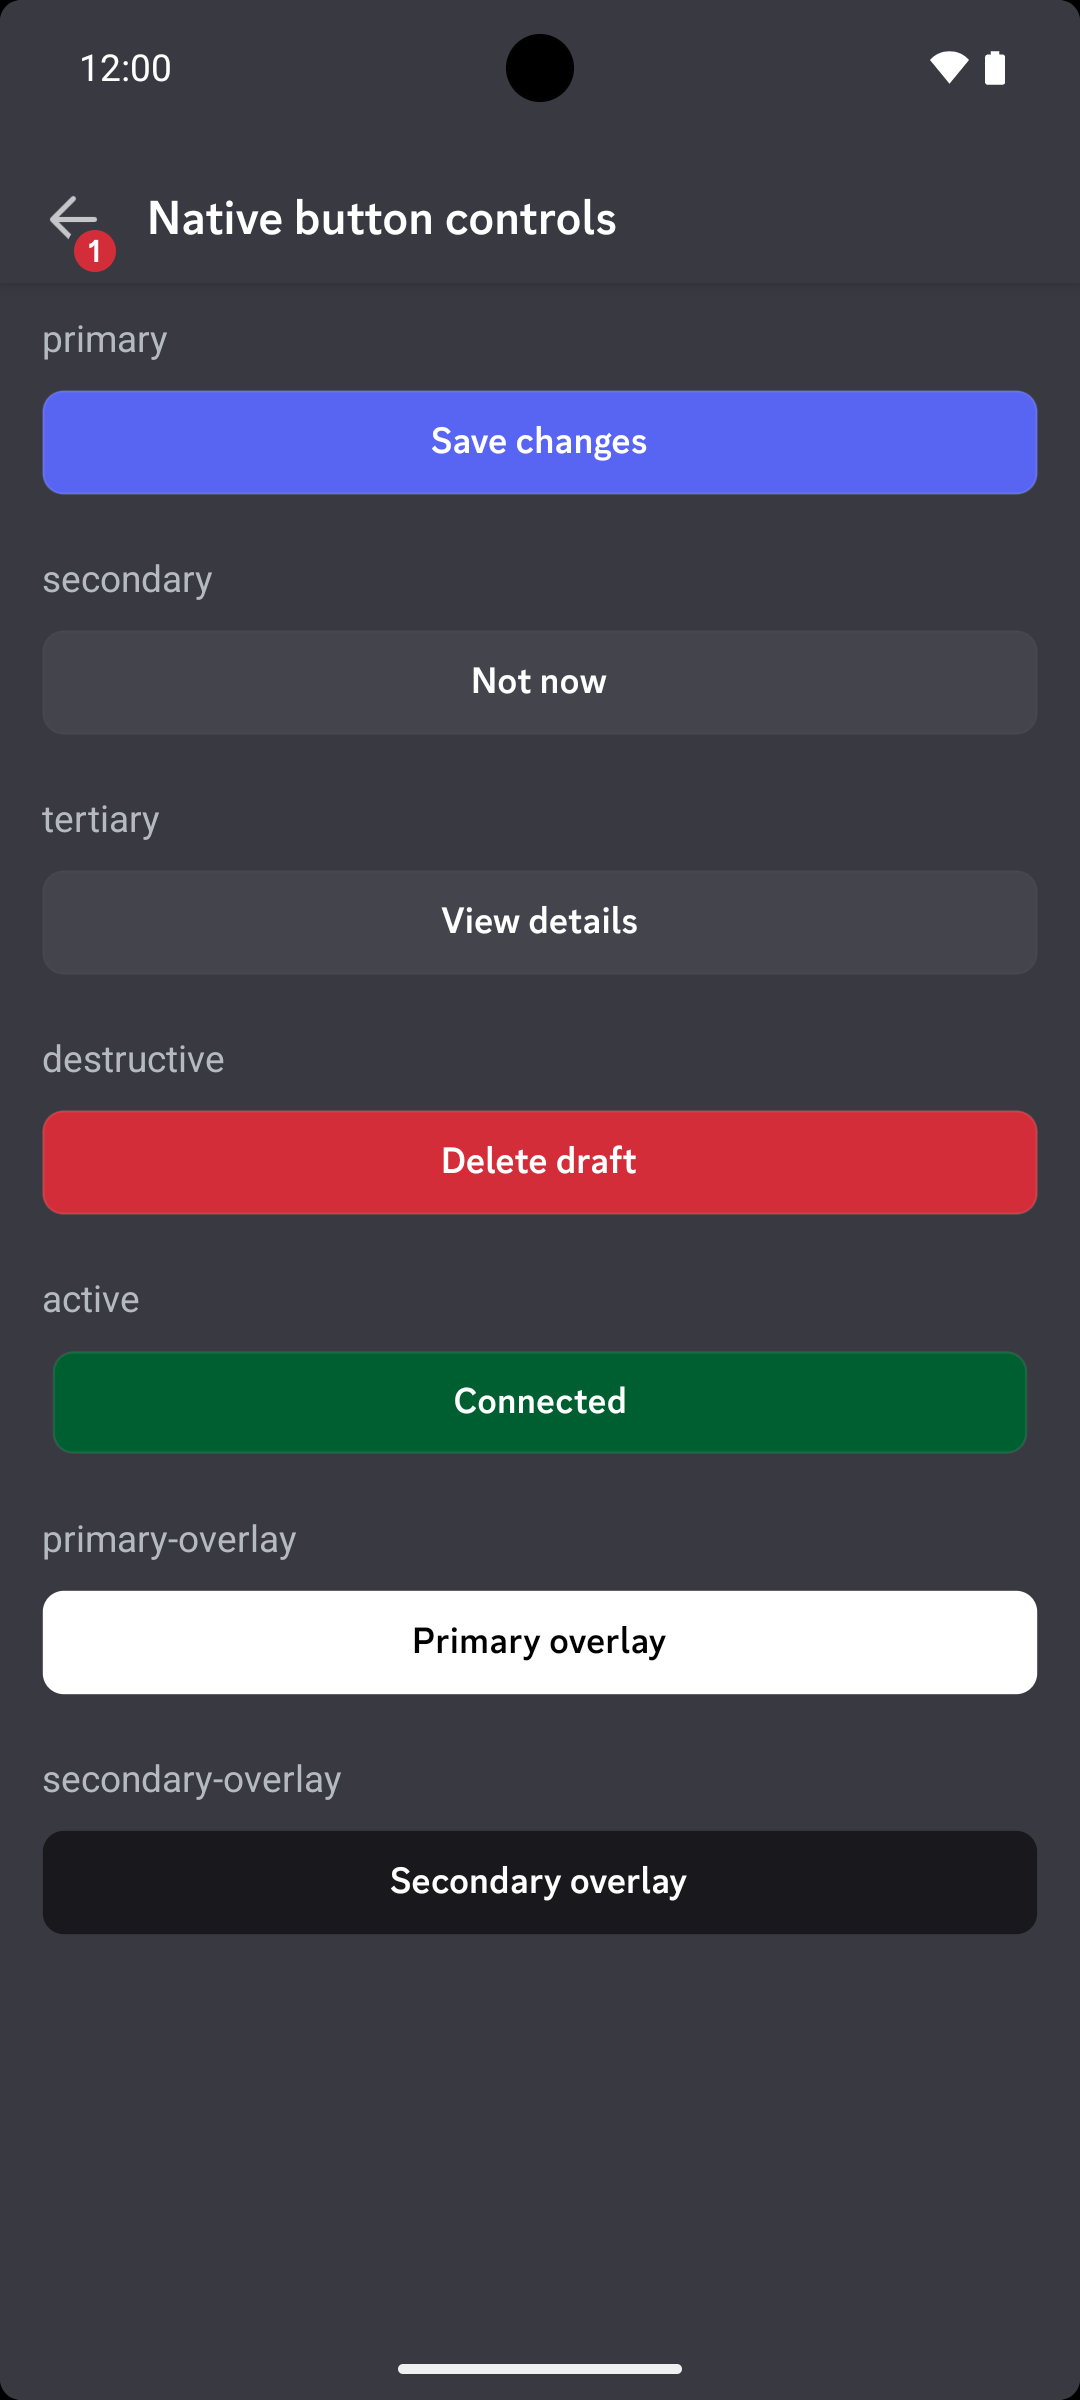 12:00
Native button controls
1
primary
Save changes
secondary
Not now
tertiary
View details
destructive
Delete draft
active
Connected
primary-overlay
Primary overlay
secondary-overlay
Secondary overlay